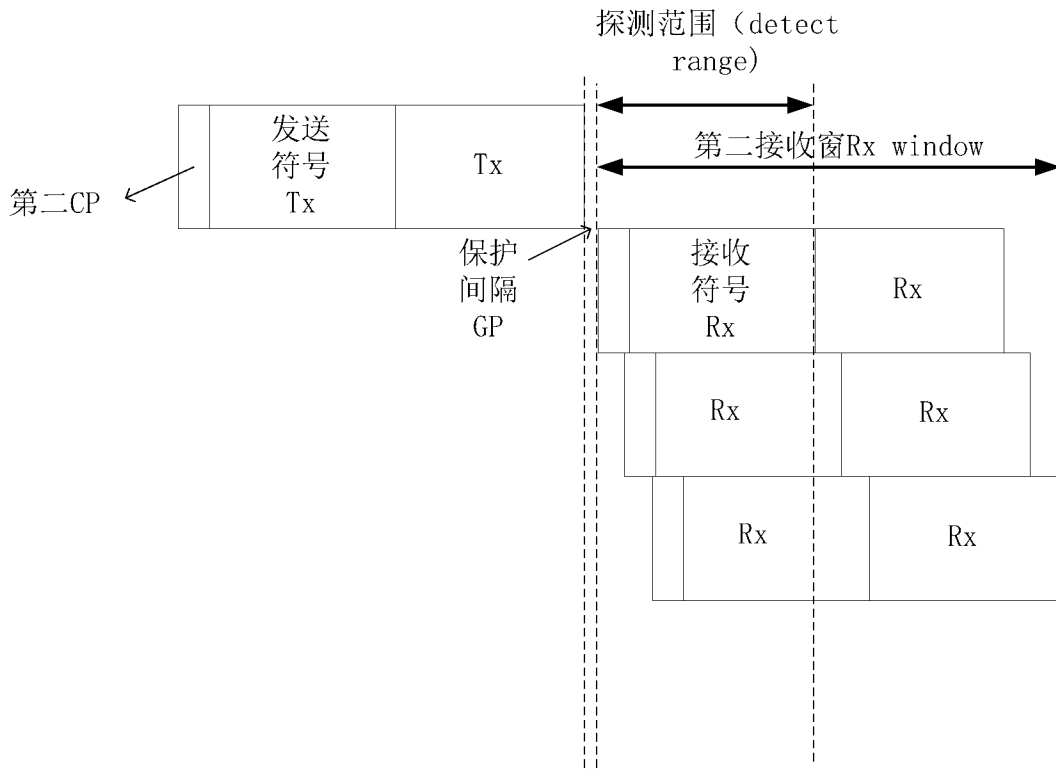 探测范围（detect
range)
发送
符号
Tx
Tx
第二接收窗Rx window
第二CP
保护
间隔
GP
接收
符号
Rx
Rx
Rx
Rx
Rx
Rx